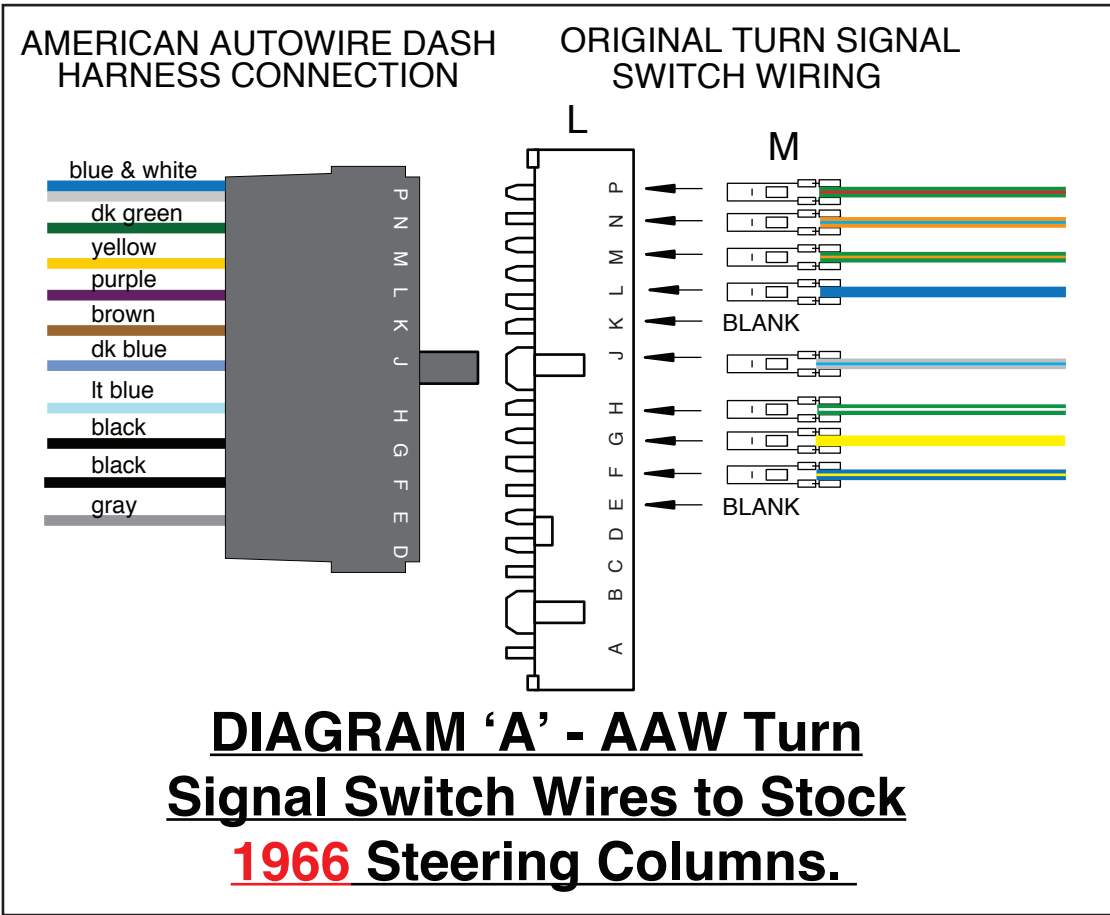 AMERICAN AUTOWIRE DASH
HARNESS CONNECTION
ORIGINAL TURN SIGNAL
SWITCH WIRING
blue & white
dk green
yellow
purple
brown
dk blue
lt blue
black
black
gray
P
N
M
L
K
J
H
G
F
E
D
L
P
N
M
L
K
J
H
G
F
E
D
C
B
A
M
BLANK
BLANK
DIAGRAM ‘A’ - AAW Turn
Signal Switch Wires to Stock
1966 Steering Columns.